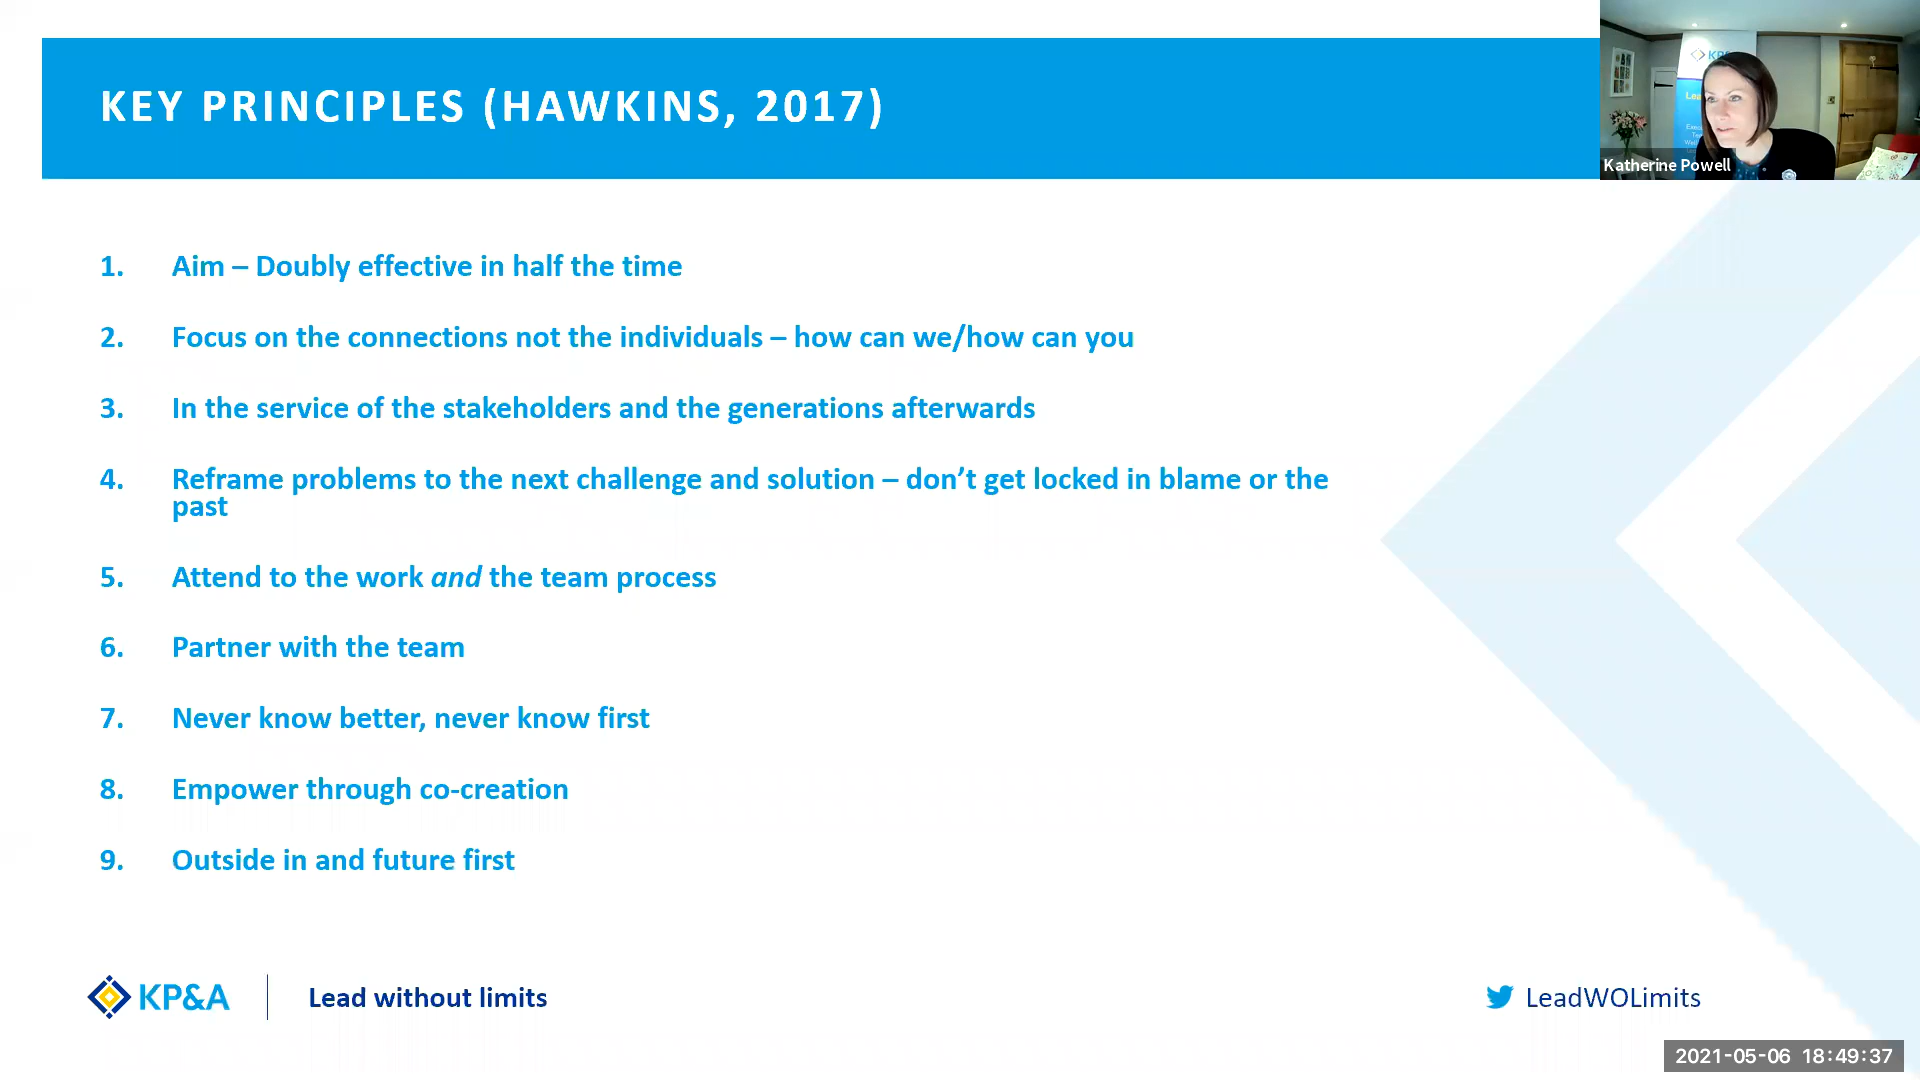 KEY PRINCIPLES (HAWKINS, 2017)
Katherine Powell
1. Aim – Doubly effective in half the time
2. Focus on the connections not the individuals – how can we/how can you
3. In the service of the stakeholders and the generations afterwards
4. Reframe problems to the next challenge and solution – don’t get locked in blame or the
past
5. Attend to the work and the team process
6. Partner with the team
7. Never know better, never know first
8. Empower through co-creation
9. Outside in and future first
KP&A
Lead without limits
LeadWOLimits
2021-05-06 18:49:37